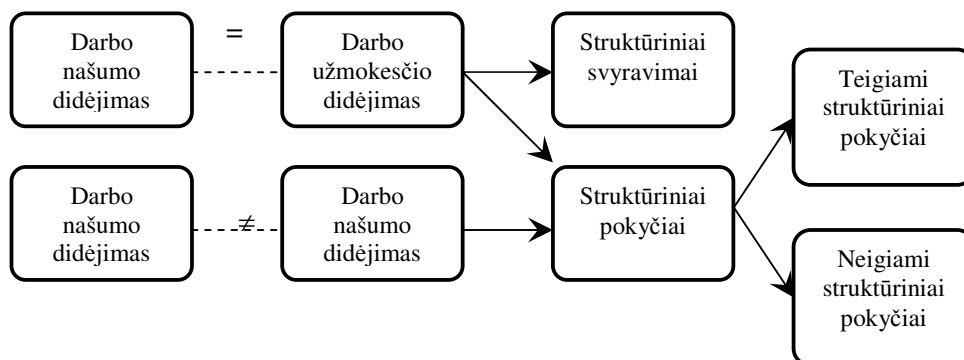 Darbo
našumo
didėjimas
=
Darbo
užmokesčio
didėjimas
Struktūriniai
svyravimai
Teigiami
struktūriniai
pokyčiai
Darbo
našumo
didėjimas
≠
Darbo
našumo
didėjimas
Struktūriniai
pokyčiai
Neigiami
struktūriniai
pokyčiai